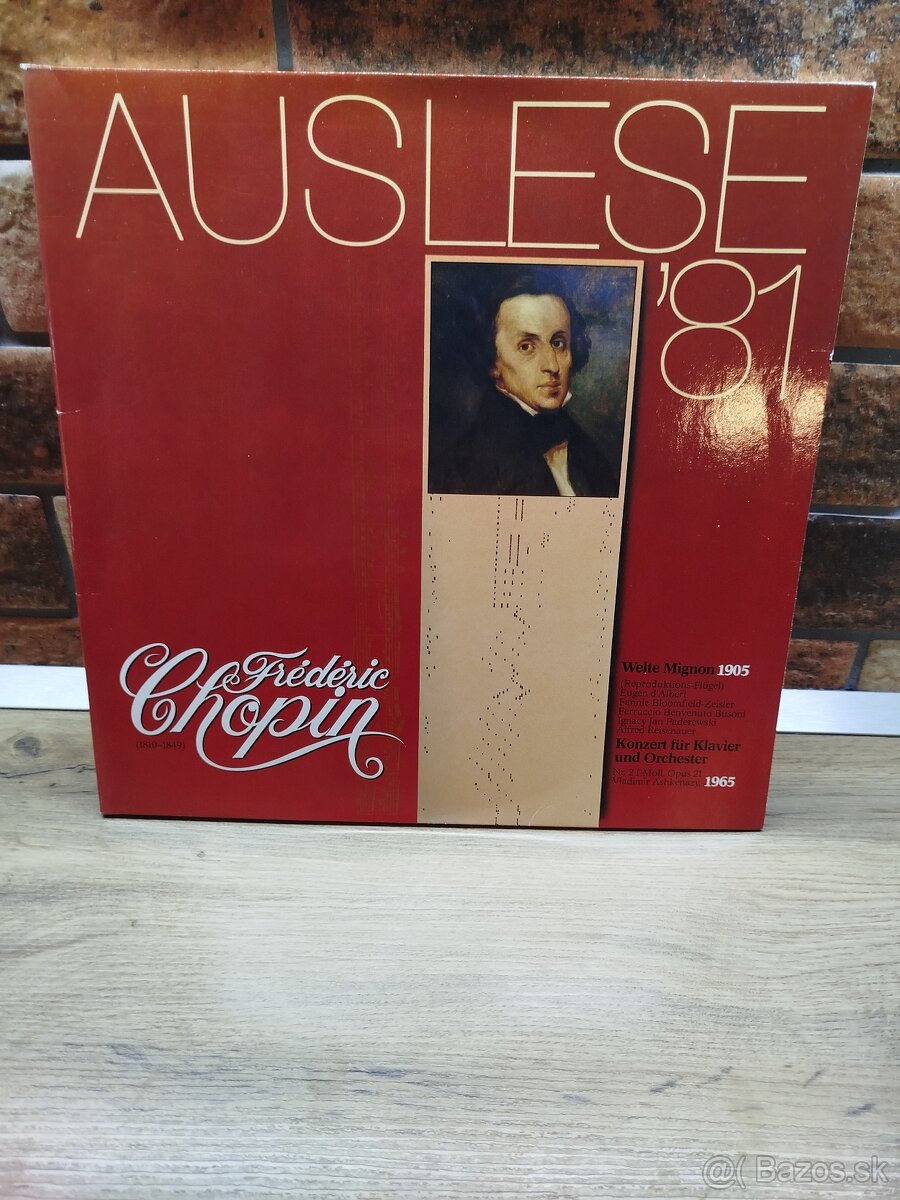 AUSLESE
'81
Frédéric
Chopin
(1810–1849)
Welte Mignon 1905
(Reproduktions-Flügel)
Eugen d'Albert
Fannie Bloomfield-Zeisler
Ferruccio Benvenuto Busoni
Ignacy Jan Paderewski
Alfred Reisenauer
Konzert für Klavier
und Orchester
Nr. 2 f-Moll, Opus 21
Vladimir Ashkenazy, 1965
@( Bazos.sk